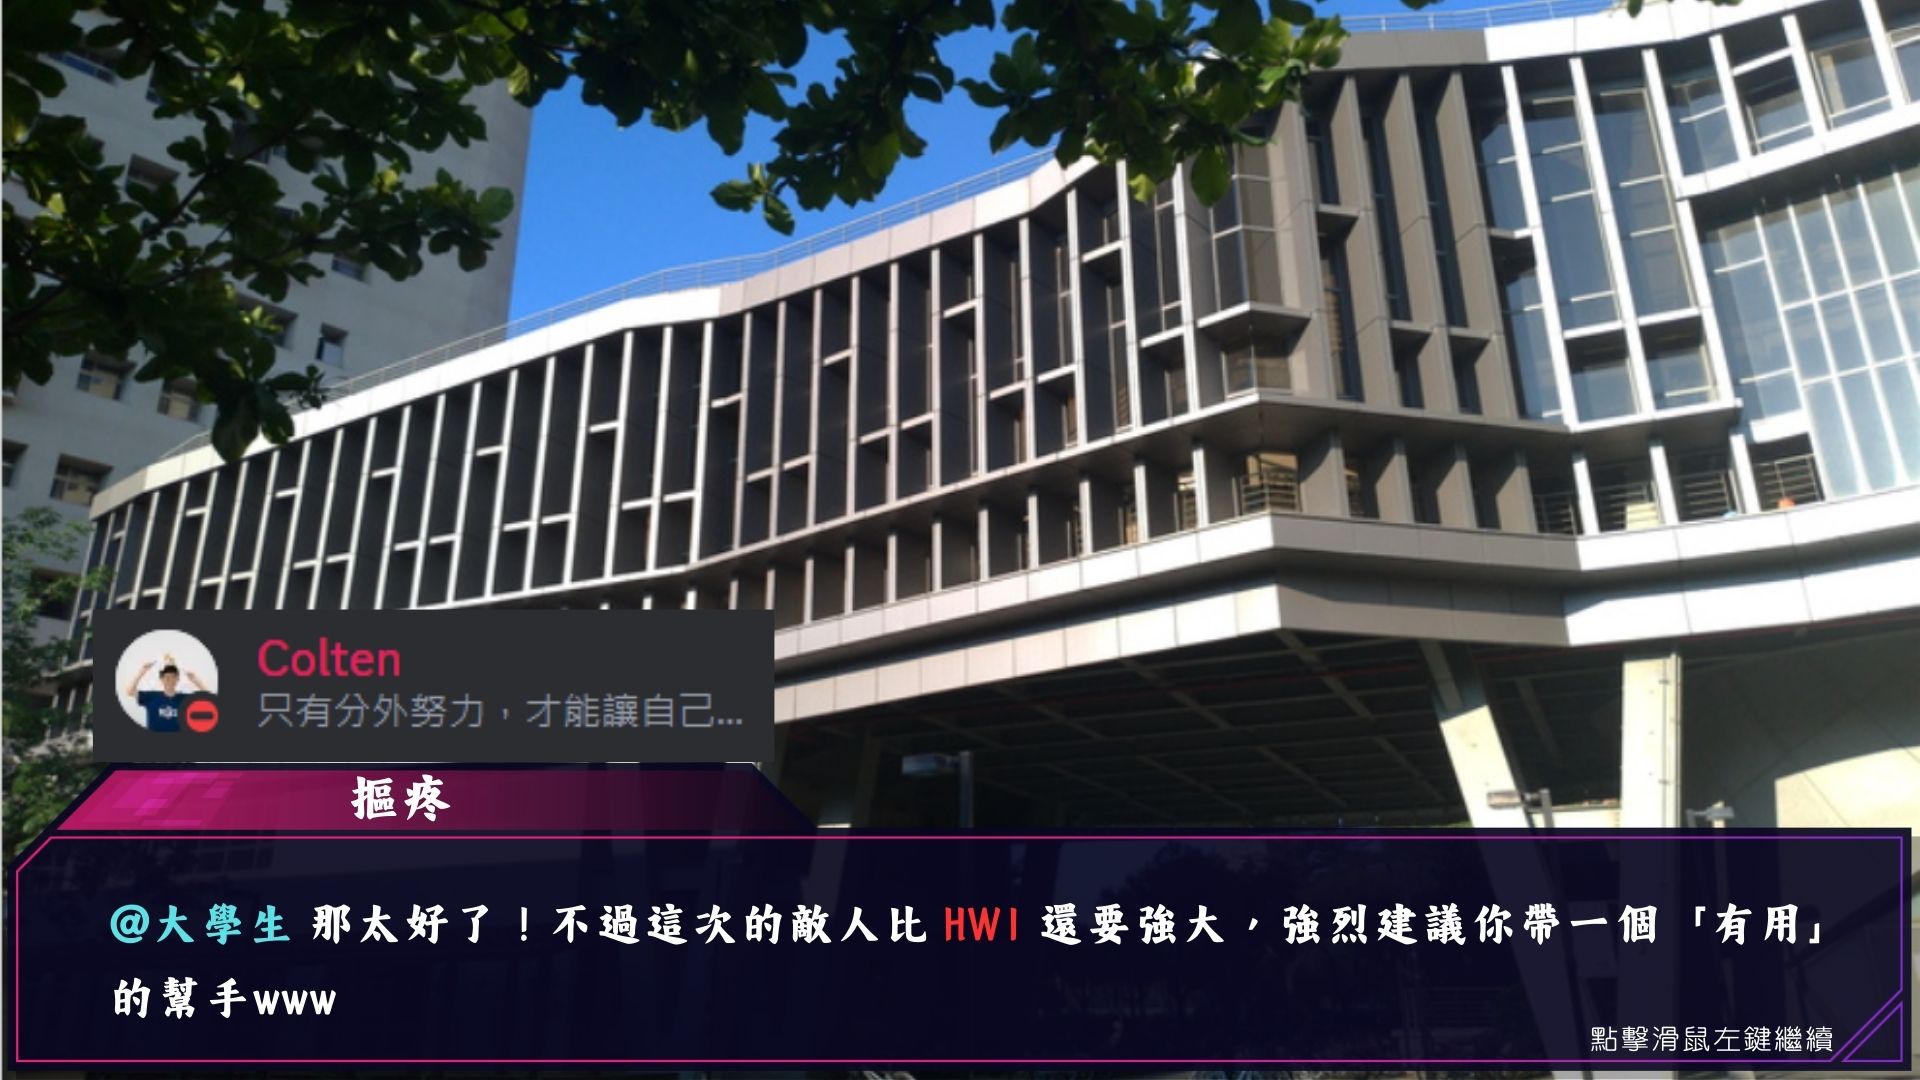 Colten
只有分外努力，才能讓自己...
摳疼
@大學生 那太好了！不過這次的敵人比 HW1 還要強大，強烈建議你帶一個「有用」
的幫手www
點擊滑鼠左鍵繼續